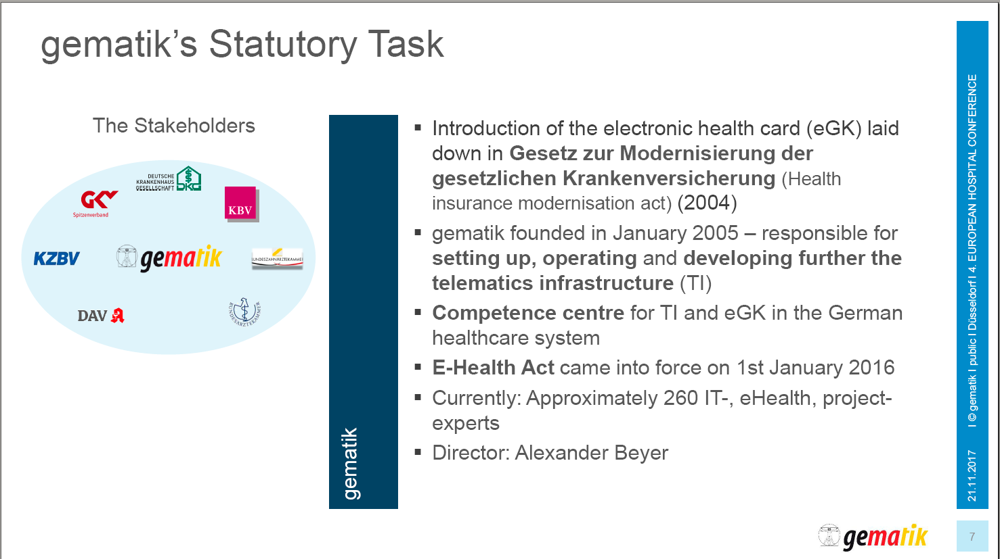 gematik’s Statutory Task
The Stakeholders
DEUTSCHE
KRANKENHAUS
GESELLSCHAFT DKG
GKV
Spitzenverband
KBV
KZBV
gematik
BUNDESZAHNÄRZTEKAMMER
DAV
BUNDESÄRZTEKAMMER
gematik
▪ Introduction of the electronic health card (eGK) laid
down in Gesetz zur Modernisierung der
gesetzlichen Krankenversicherung (Health
insurance modernisation act) (2004)
▪ gematik founded in January 2005 – responsible for
setting up, operating and developing further the
telematics infrastructure (TI)
▪ Competence centre for TI and eGK in the German
healthcare system
▪ E-Health Act came into force on 1st January 2016
▪ Currently: Approximately 260 IT-, eHealth, project-
experts
▪ Director: Alexander Beyer
21.11.2017 I © gematik I public I Düsseldorf I 4. EUROPEAN HOSPITAL CONFERENCE
gematik
7